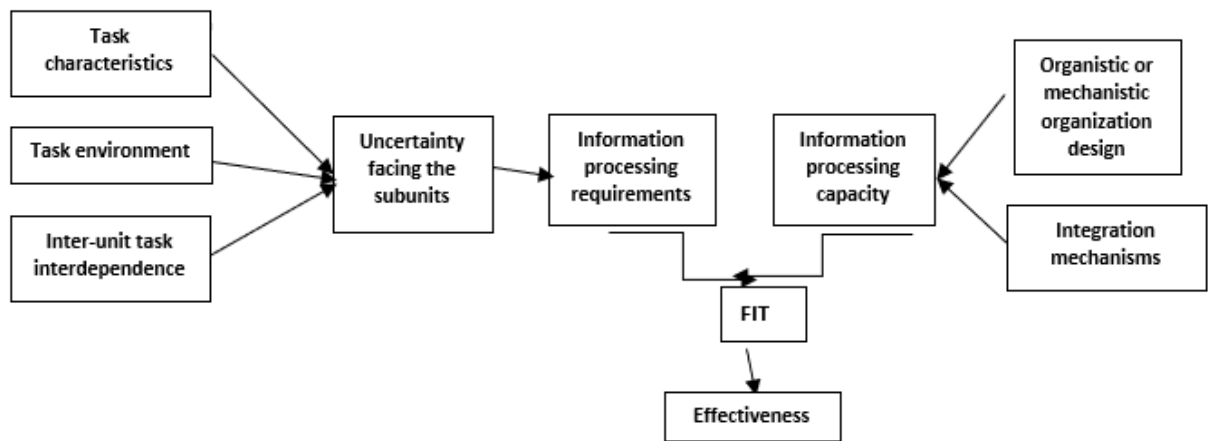 Task
characteristics
Task environment
Inter-unit task
interdependence
Uncertainty
facing the
subunits
Information
processing
requirements
Information
processing
capacity
Organistic or
mechanistic
organization
design
Integration
mechanisms
FIT
Effectiveness